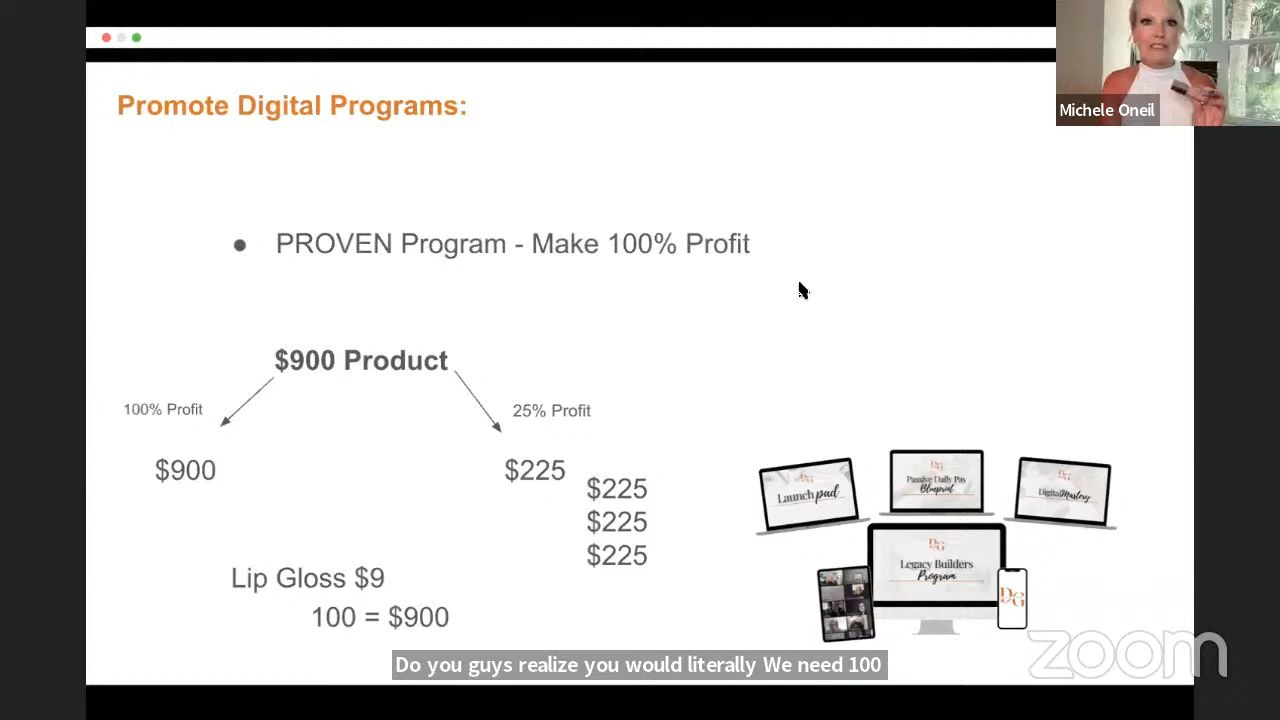 Michele Oneil
Promote Digital Programs:
● PROVEN Program - Make 100% Profit
$900 Product
100% Profit
25% Profit
$900
$225
$225
$225
$225
Lip Gloss $9
100 = $900
Launch pad
Passive Daily Pay
Blueprint
Digital Mastery
DG
Legacy Builders
Program
DG
Do you guys realize you would literally We need 100
zoom